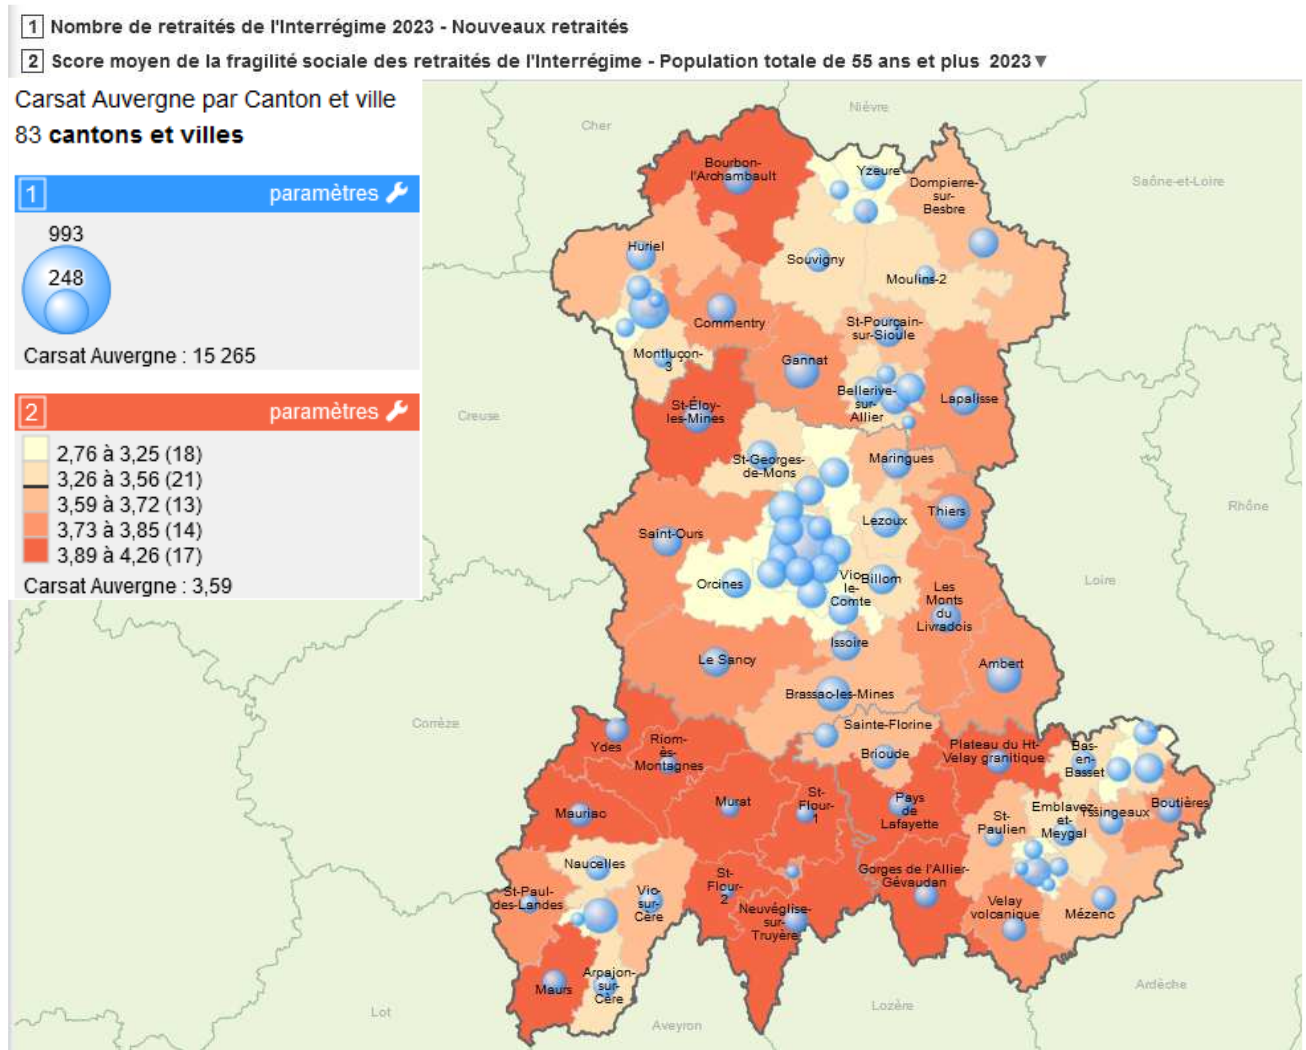 1 Nombre de retraités de l'Interrégime 2023 - Nouveaux retraités
2 Score moyen de la fragilité sociale des retraités de l'Interrégime - Population totale de 55 ans et plus 2023▼
Carsat Auvergne par Canton et ville
83 cantons et villes
1 paramètres
993
248
Carsat Auvergne : 15 265
2 paramètres
2,76 à 3,25 (18)
3,26 à 3,56 (21)
3,59 à 3,72 (13)
3,73 à 3,85 (14)
3,89 à 4,26 (17)
Carsat Auvergne : 3,59
Nièvre
Cher
Saône-et-Loire
Creuse
Rhône
Loire
Corrèze
Lot
Aveyron
Lozère
Ardèche
Bourbon-
l'Archambault
Yzeure
Dompierre-
sur-
Besbre
Huriel
Souvigny
Moulins-2
Commentry
St-Pourçain-
sur-Sioule
Montluçon-
3
Gannat
Bellerive-
sur-
Allier
Lapalisse
St-Éloy-
les-Mines
St-Georges-
de-Mons
Maringues
Thiers
Lezoux
Saint-Ours
Orcines
Vic-
le-
Comte
Billom
Les
Monts
du
Livradois
Issoire
Le Sancy
Ambert
Brassac-les-Mines
Sainte-Florine
Brioude
Ydes
Riom-
ès-
Montagnes
Plateau du Ht-
Velay granitique
Bas-
en-
Basset
Mauriac
Murat
St-
Flour-
1
Pays
de
Lafayette
St-
Paulien
Emblavez-
et-
Meygal
Yssingeaux
Boutières
Naucelles
St-Paul-
des-Landes
Vic-
sur-
Cère
St-
Flour-
2
Neuvéglise-
sur-
Truyère
Gorges de l'Allier-
Gévaudan
Velay
volcanique
Mézenc
Maurs
Arpajon-
sur-
Cère